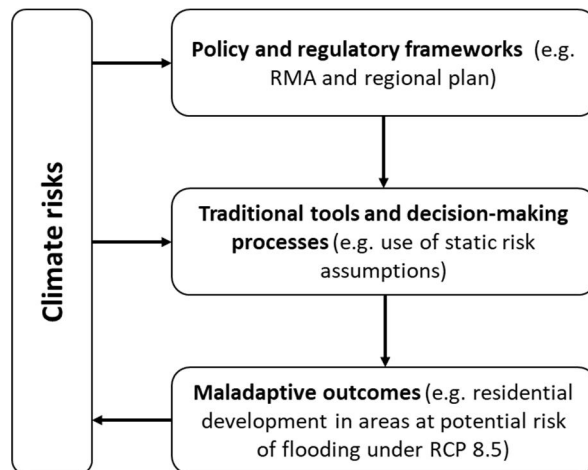 Climate risks
Policy and regulatory frameworks (e.g.
RMA and regional plan)
Traditional tools and decision-making
processes (e.g. use of static risk
assumptions)
Maladaptive outcomes (e.g. residential
development in areas at potential risk
of flooding under RCP 8.5)